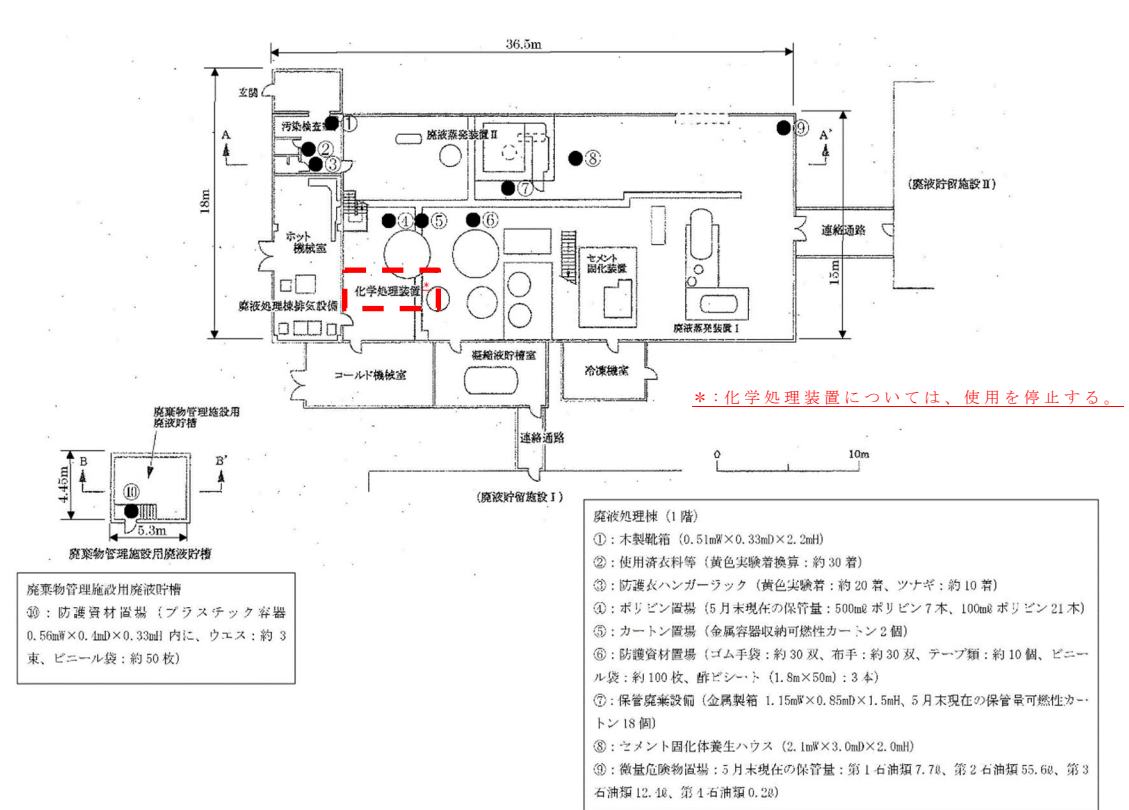 36.5m
玄関
汚染検査室
①
廃液蒸発装置Ⅱ
⑨
A
②
⑧
A'
③
⑦
(廃液貯留施設Ⅱ)
18m
④
⑤
⑥
連絡通路
ホット
機械室
セメント
固化装置
15m
化学処理装置
*
廃液処理棟排気設備
廃液蒸発装置Ⅰ
凝縮液貯槽室
コールド機械室
冷凍機室
*:化学処理装置については、使用を停止する。
廃棄物管理施設用
廃液貯槽
連絡通路
0
10m
B
B'
4.45m
⑩
(廃液貯留施設Ⅰ)
5.3m
廃棄物管理施設用廃液貯槽
廃棄物管理施設用廃液貯槽
⑩:防護資材置場(プラスチック容器
0.56mW×0.4mD×0.33mH 内に、ウエス:約 3
束、ビニール袋:約 50 枚)
廃液処理棟(1 階)
①:木製靴箱(0.51mW×0.33mD×2.2mH)
②:使用済衣料等(黄色実験着換算:約 30 着)
③:防護衣ハンガーラック(黄色実験着:約 20 着、ツナギ:約 10 着)
④:ポリビン置場(5 月末現在の保管量:500mℓ ポリビン 7 本、100mℓ ポリビン 21 本)
⑤:カートン置場(金属容器収納可燃性カートン 2 個)
⑥:防護資材置場(ゴム手袋:約 30 双、布手:約 30 双、テープ類:約 10 個、ビニー
ル袋:約 100 枚、酢ビシート(1.8m×50m):3 本)
⑦:保管廃棄設備(金属製箱 1.15mW×0.85mD×1.5mH、5 月末現在の保管量可燃性カー
トン 18 個)
⑧:セメント固化体養生ハウス(2.1mW×3.0mD×2.0mH)
⑨:微量危険物置場:5 月末現在の保管量:第 1 石油類 7.7ℓ、第 2 石油類 55.6ℓ、第 3
石油類 12.4ℓ、第 4 石油類 0.2ℓ)